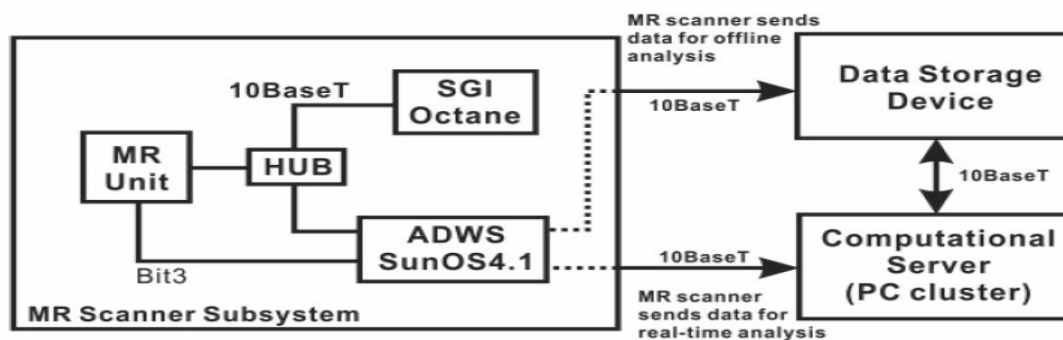 MR scanner sends
data for offline
analysis
10BaseT
SGI
Octane
10BaseT
Data Storage
Device
MR
Unit
HUB
10BaseT
ADWS
SunOS4.1
Bit3
10BaseT
Computational
Server
(PC cluster)
MR scanner
sends data for
real-time analysis
MR Scanner Subsystem